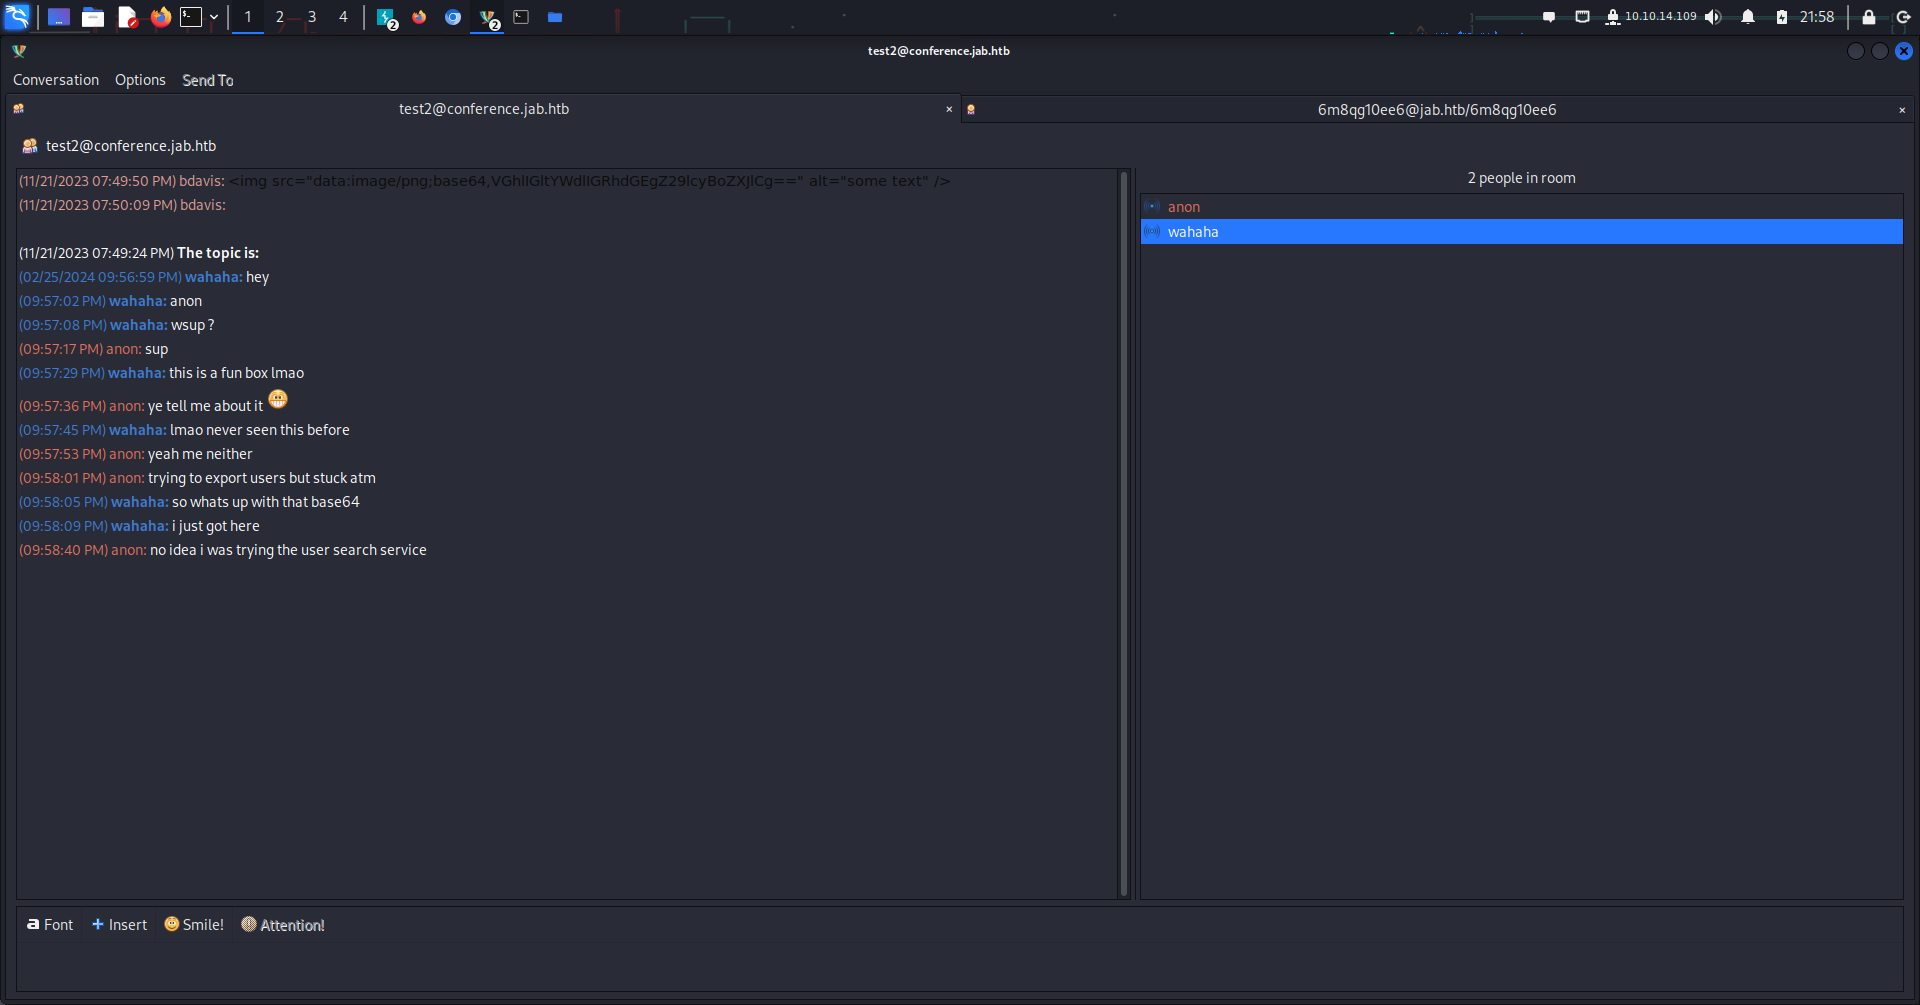 1 2 3 4 2 2 10.10.14.109 21:58
test2@conference.jab.htb
Conversation Options Send To
test2@conference.jab.htb × 6m8qg10ee6@jab.htb/6m8qg10ee6 ×
test2@conference.jab.htb
(11/21/2023 07:49:50 PM) bdavis: <img src="data:image/png;base64,VGhlIGltYWdlIGRhdGEgZ29lcyBoZXJlCg==" alt="some text" />
(11/21/2023 07:50:09 PM) bdavis:
(11/21/2023 07:49:24 PM) The topic is:
(02/25/2024 09:56:59 PM) wahaha: hey
(09:57:02 PM) wahaha: anon
(09:57:08 PM) wahaha: wsup ?
(09:57:17 PM) anon: sup
(09:57:29 PM) wahaha: this is a fun box lmao
(09:57:36 PM) anon: ye tell me about it
(09:57:45 PM) wahaha: lmao never seen this before
(09:57:53 PM) anon: yeah me neither
(09:58:01 PM) anon: trying to export users but stuck atm
(09:58:05 PM) wahaha: so whats up with that base64
(09:58:09 PM) wahaha: i just got here
(09:58:40 PM) anon: no idea i was trying the user search service
2 people in room
anon
wahaha
a Font + Insert Smile! Attention!